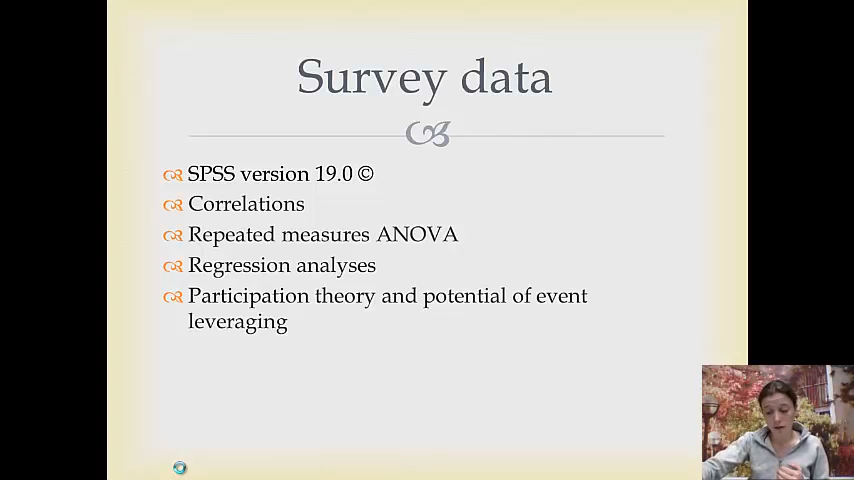 Survey data
SPSS version 19.0 ©
Correlations
Repeated measures ANOVA
Regression analyses
Participation theory and potential of event
leveraging